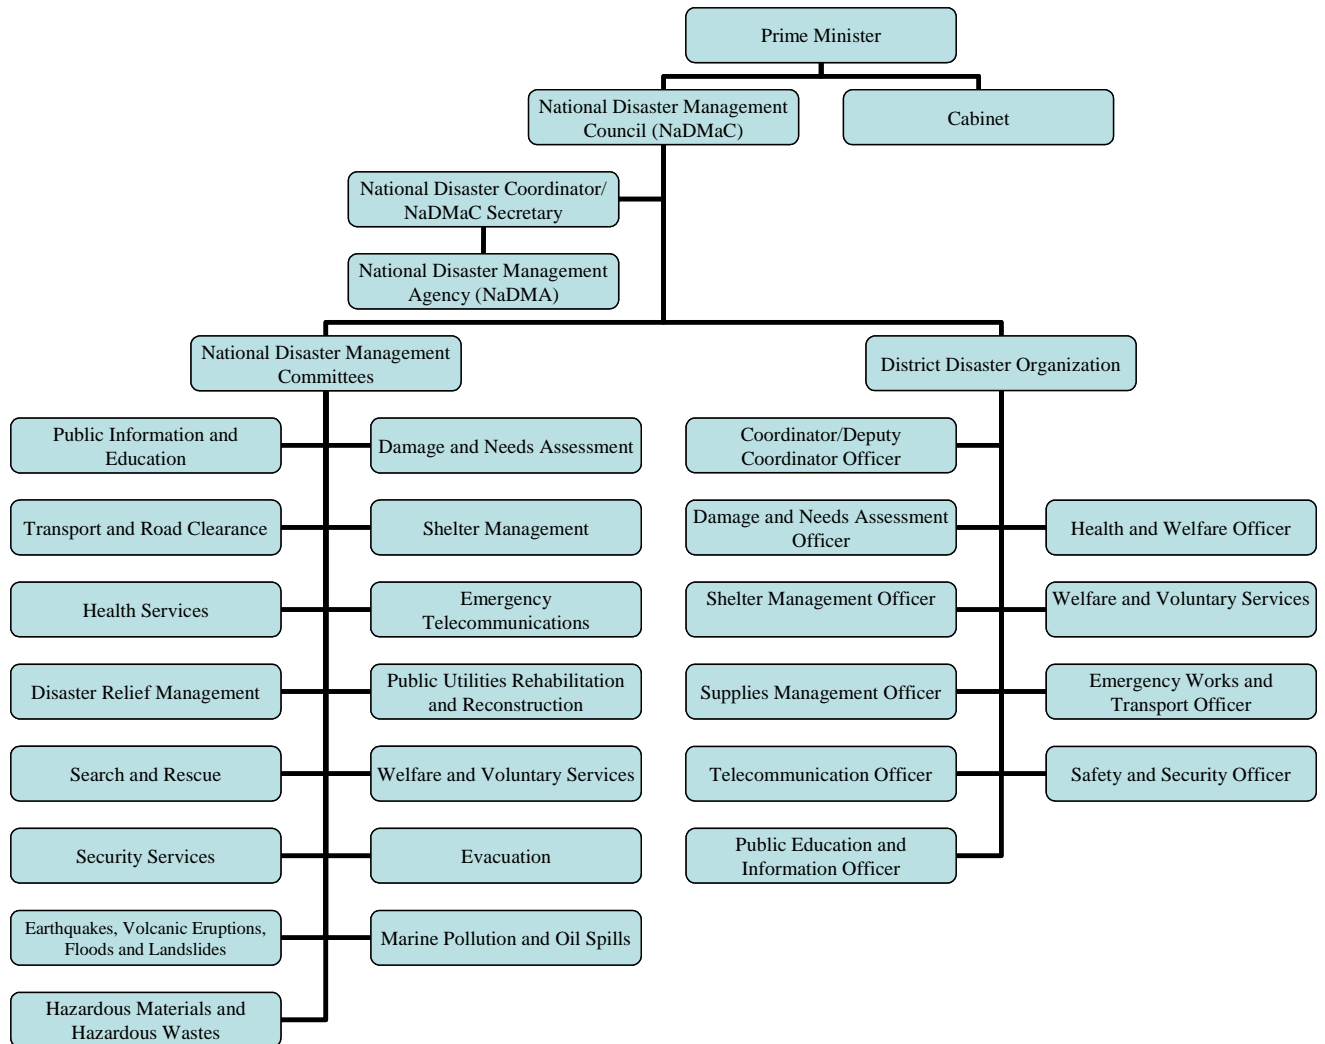 Prime Minister
National Disaster Management
Council (NaDMaC)
Cabinet
National Disaster Coordinator/
NaDMaC Secretary
National Disaster Management
Agency (NaDMA)
National Disaster Management
Committees
District Disaster Organization
Public Information and
Education
Damage and Needs Assessment
Coordinator/Deputy
Coordinator Officer
Transport and Road Clearance
Shelter Management
Damage and Needs Assessment
Officer
Health and Welfare Officer
Health Services
Emergency
Telecommunications
Shelter Management Officer
Welfare and Voluntary Services
Disaster Relief Management
Public Utilities Rehabilitation
and Reconstruction
Supplies Management Officer
Emergency Works and
Transport Officer
Search and Rescue
Welfare and Voluntary Services
Telecommunication Officer
Safety and Security Officer
Security Services
Evacuation
Public Education and
Information Officer
Earthquakes, Volcanic Eruptions,
Floods and Landslides
Marine Pollution and Oil Spills
Hazardous Materials and
Hazardous Wastes